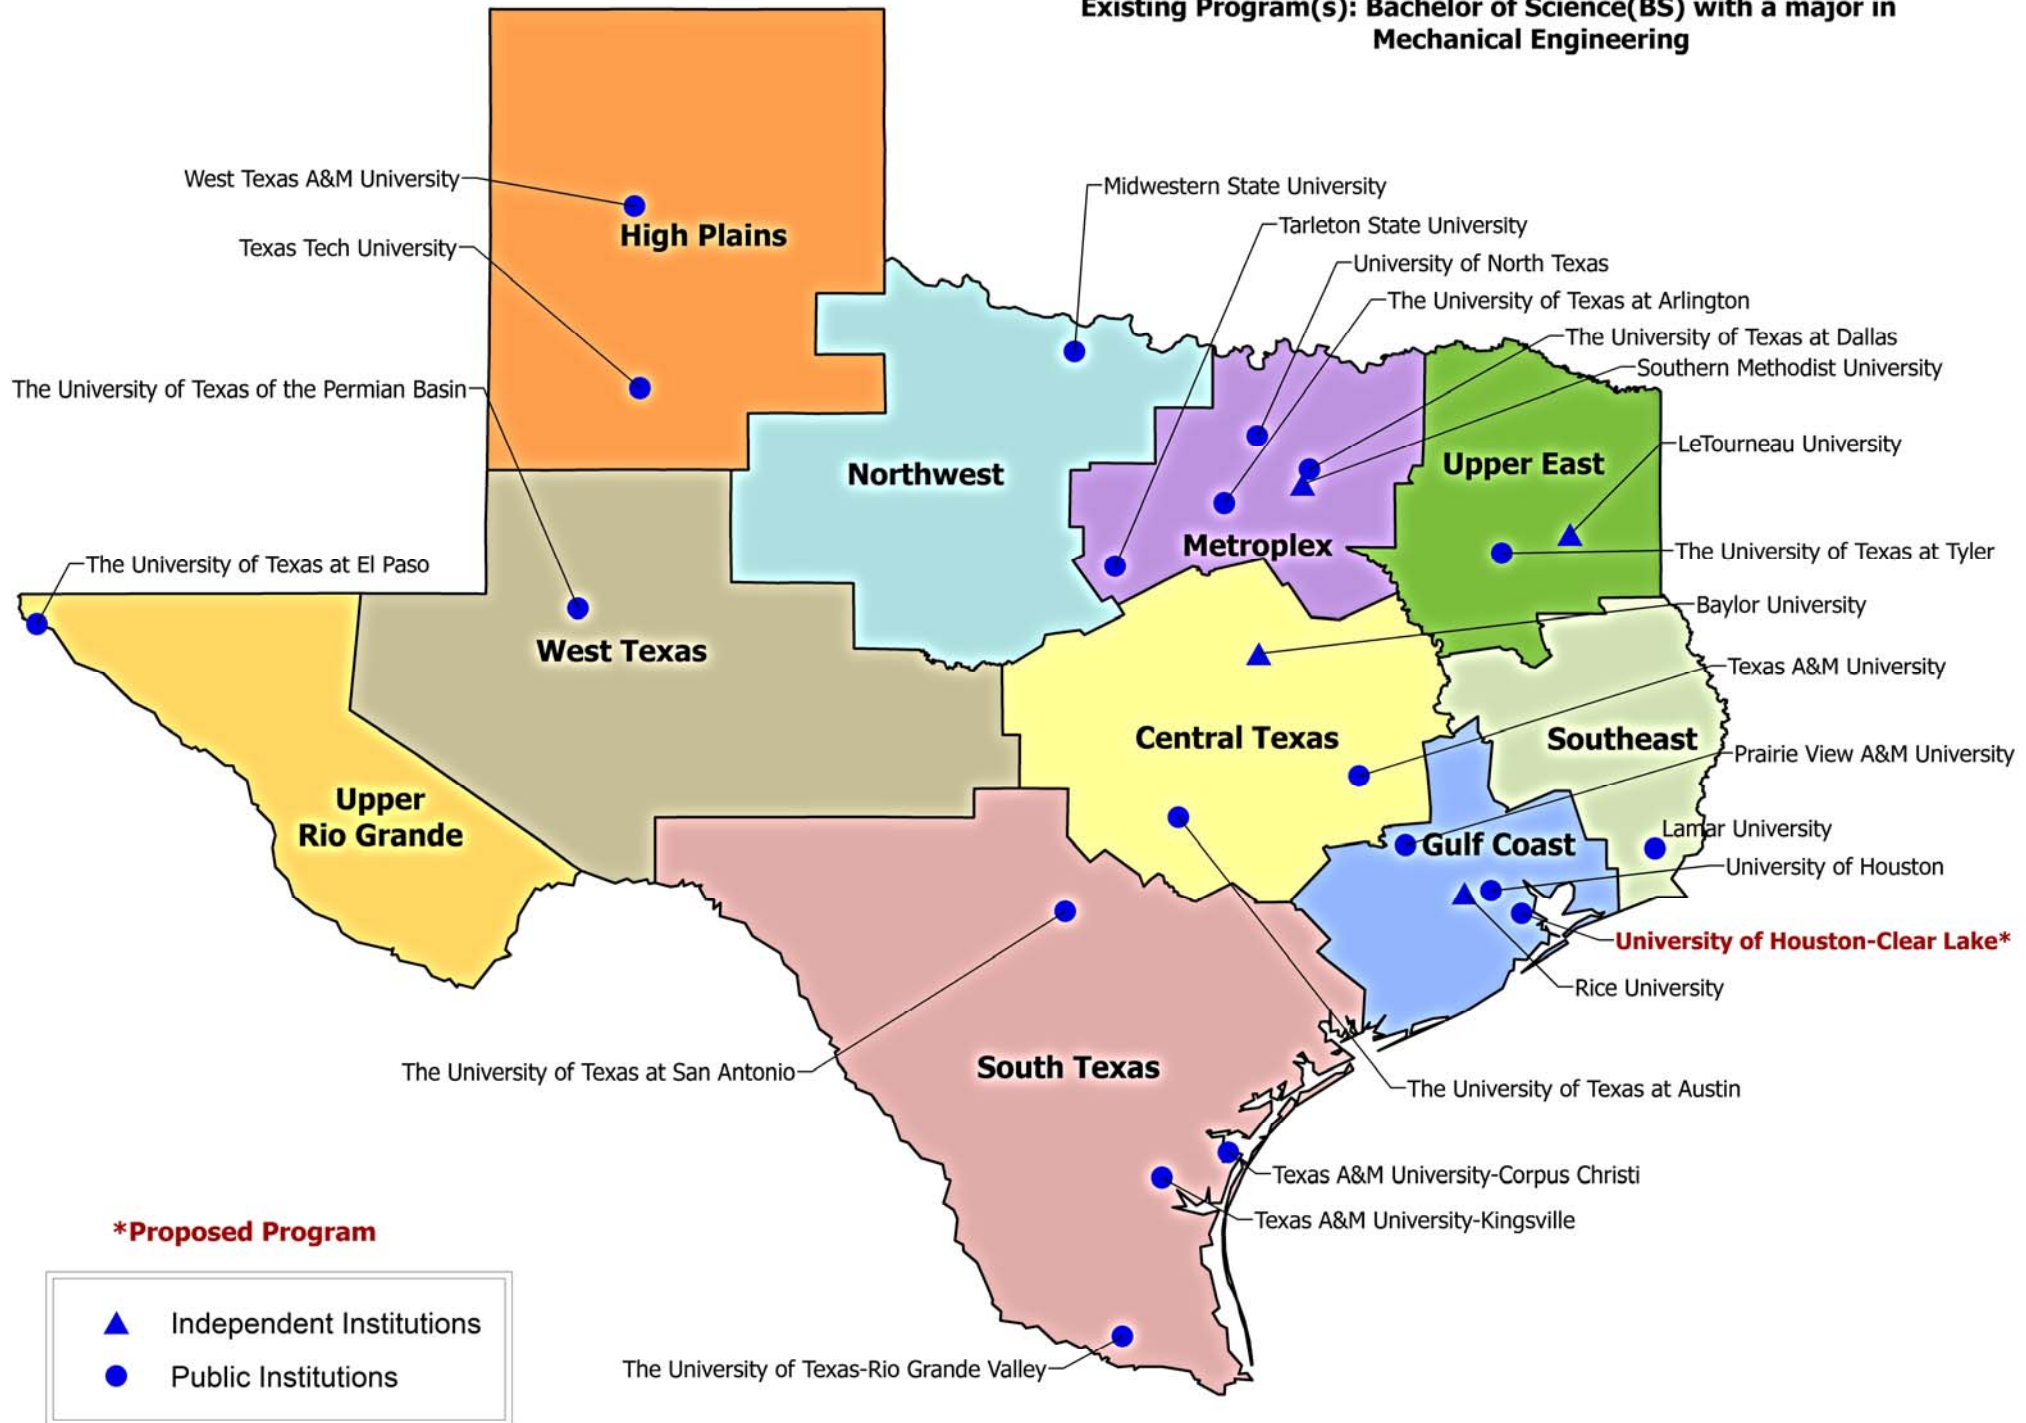 Existing Program(s): Bachelor of Science(BS) with a major in
Mechanical Engineering
West Texas A&M University
Midwestern State University
Tarleton State University
High Plains
Texas Tech University
University of North Texas
The University of Texas at Arlington
The University of Texas at Dallas
Southern Methodist University
The University of Texas of the Permian Basin
LeTourneau University
Upper East
Northwest
Metroplex
The University of Texas at Tyler
The University of Texas at El Paso
Baylor University
West Texas
Texas A&M University
Central Texas
Southeast
Prairie View A&M University
Upper
Rio Grande
Lamar University
Gulf Coast
University of Houston
University of Houston-Clear Lake*
Rice University
South Texas
The University of Texas at San Antonio
The University of Texas at Austin
Texas A&M University-Corpus Christi
Texas A&M University-Kingsville
*Proposed Program
Independent Institutions
The University of Texas-Rio Grande Valley
Public Institutions